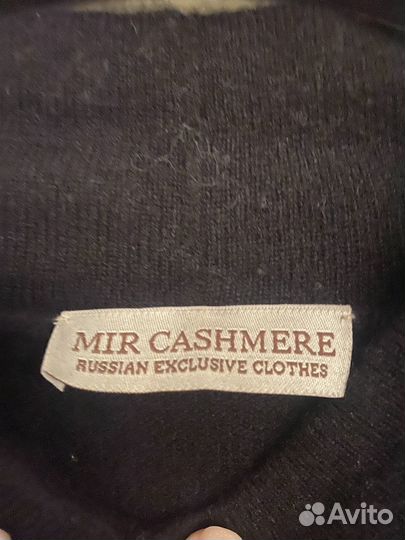 MIR CASHMERE
RUSSIAN EXCLUSIVE CLOTHES
Avito